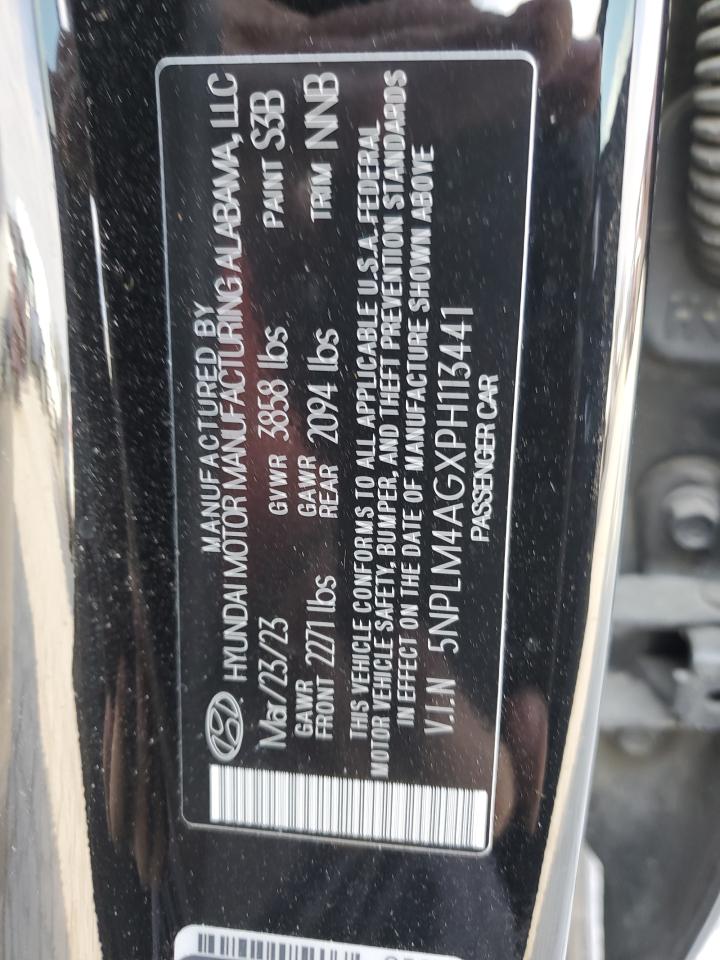 MANUFACTURED BY
HYUNDAI MOTOR MANUFACTURING ALABAMA, LLC
Mar/23/23 GVWR 3858 lbs PAINT S3B
GAWR GAWR
FRONT 2271 lbs REAR 2094 lbs TRIM NNB
THIS VEHICLE CONFORMS TO ALL APPLICABLE U.S.A. FEDERAL
MOTOR VEHICLE SAFETY, BUMPER, AND THEFT PREVENTION STANDARDS
IN EFFECT ON THE DATE OF MANUFACTURE SHOWN ABOVE
V.I.N 5NPLM4AGXPH113441
PASSENGER CAR